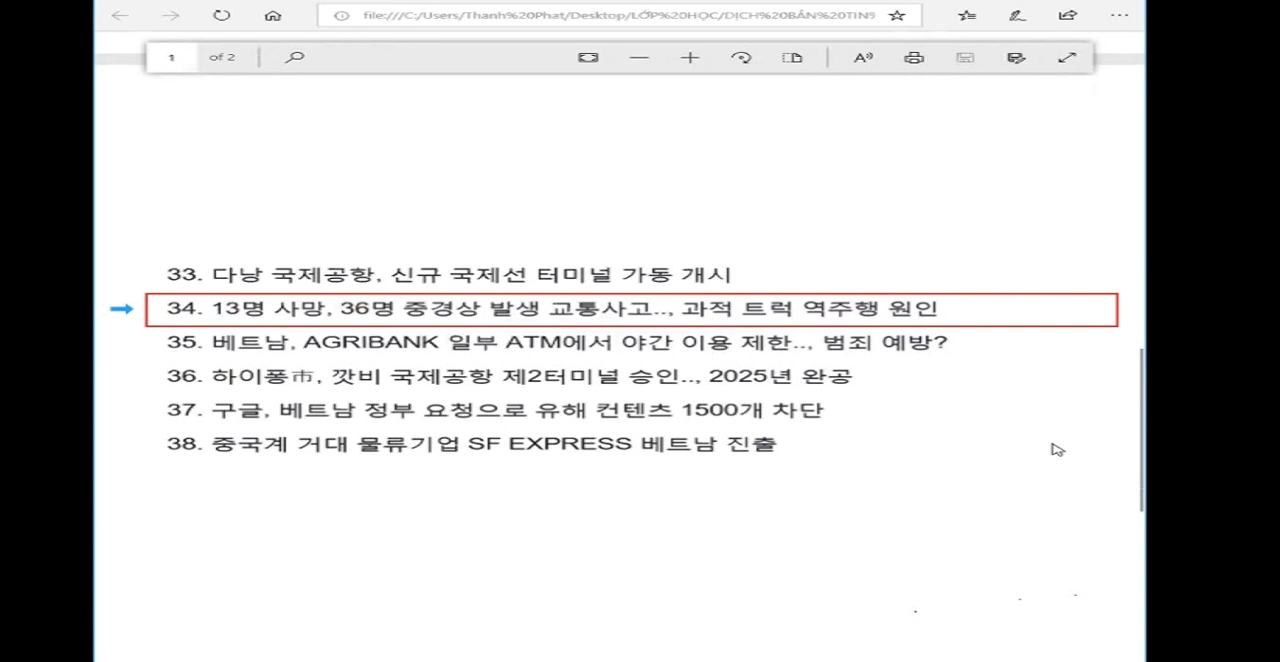 file:///C:/Users/Thanh%20Phat/Desktop/LỚP%20HỌC/DỊCH%20BẢN%20TIN%
1 of 2
33. 다낭 국제공항, 신규 국제선 터미널 가동 개시
34. 13명 사망, 36명 중경상 발생 교통사고.., 과적 트럭 역주행 원인
35. 베트남, AGRIBANK 일부 ATM에서 야간 이용 제한.., 범죄 예방?
36. 하이퐁市, 깟비 국제공항 제2터미널 승인.., 2025년 완공
37. 구글, 베트남 정부 요청으로 유해 컨텐츠 1500개 차단
38. 중국계 거대 물류기업 SF EXPRESS 베트남 진출